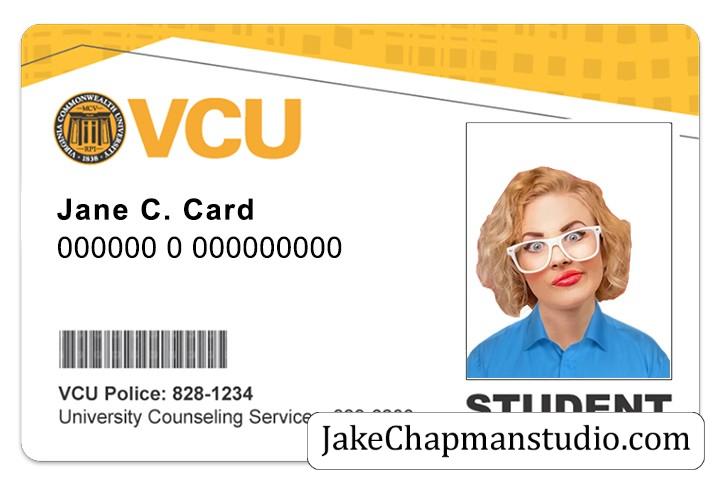 VIRGINIA COMMONWEALTH UNIVERSITY
MCV
RPI
1838
VCU
Jane C. Card
000000 0 000000000
VCU Police: 828-1234
University Counseling Service
STUDENT
JakeChapmanstudio.com